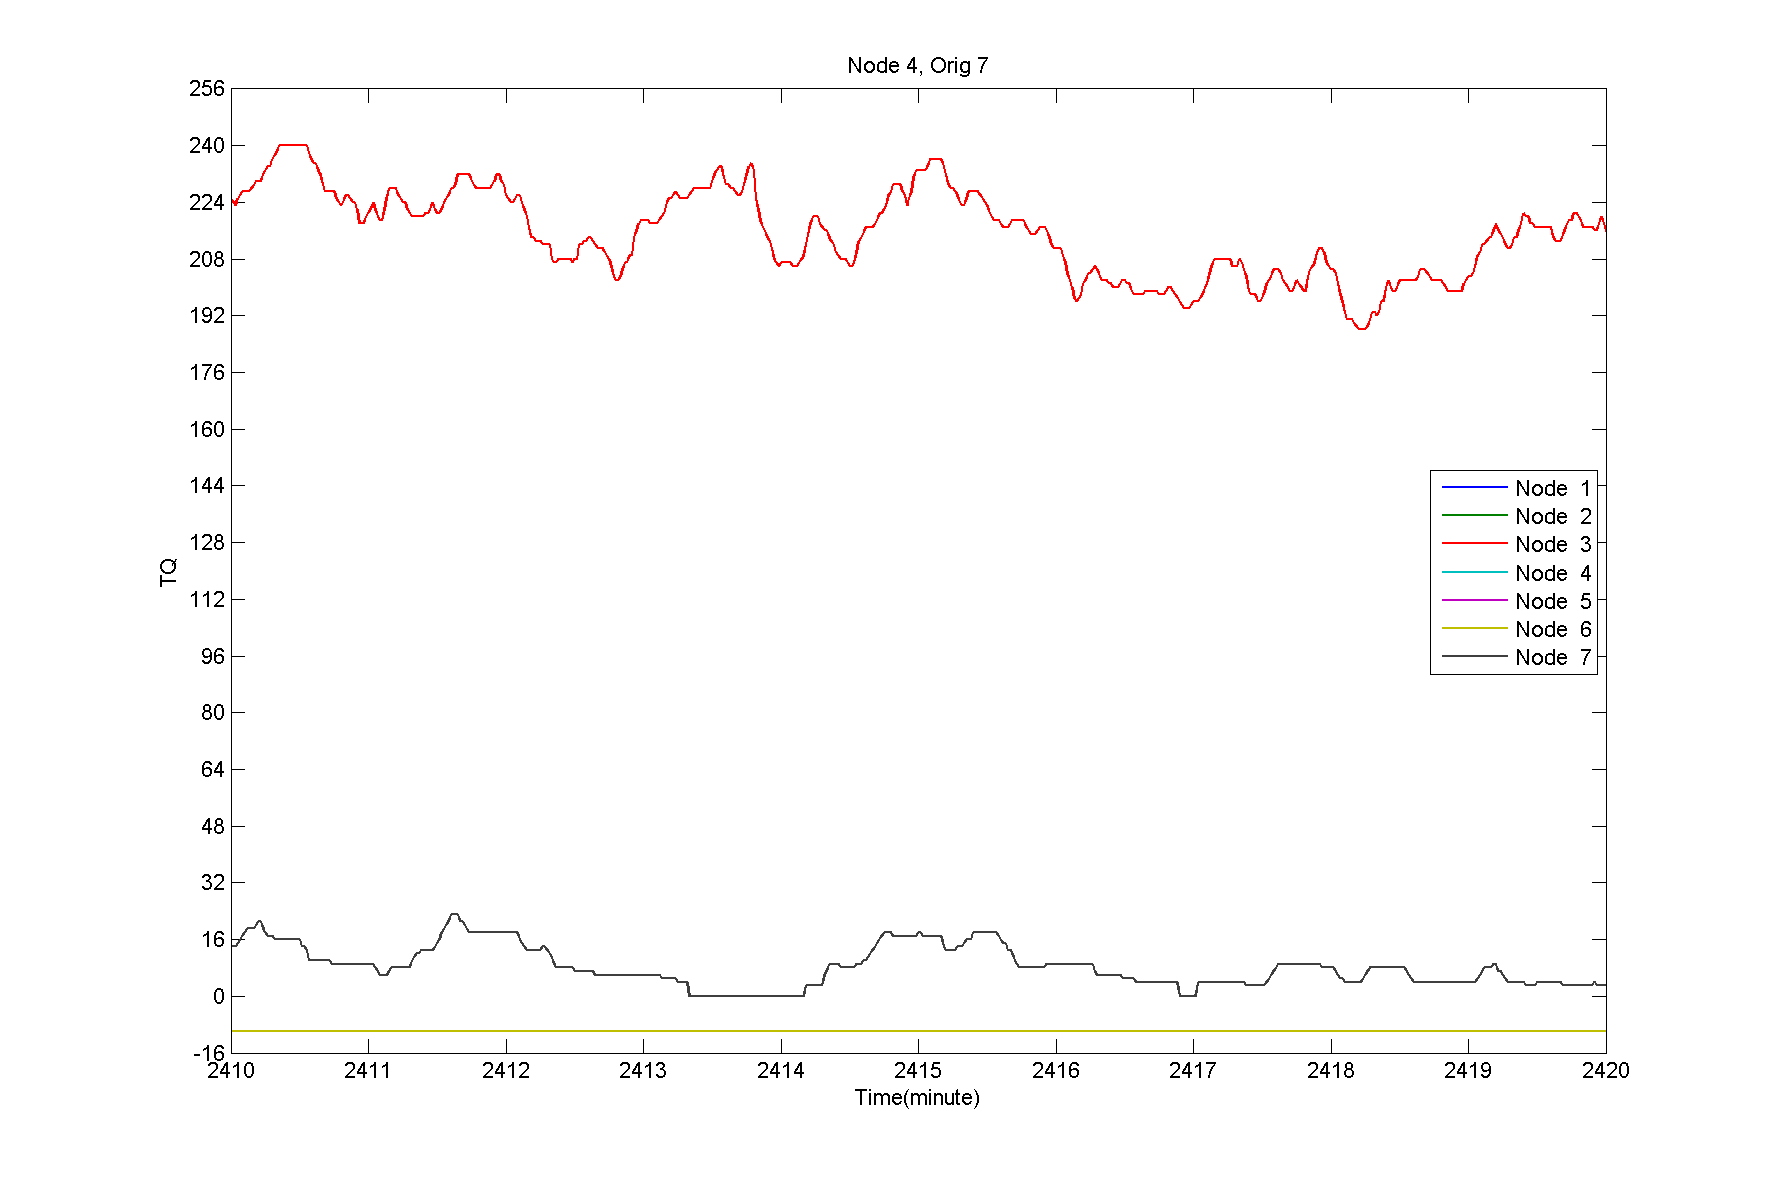 Node 4, Orig 7
256
240
224
208
192
176
160
144
128
112
96
80
64
48
32
16
0
-16
TQ
Node 1
Node 2
Node 3
Node 4
Node 5
Node 6
Node 7
2410 2411 2412 2413 2414 2415 2416 2417 2418 2419 2420
Time(minute)